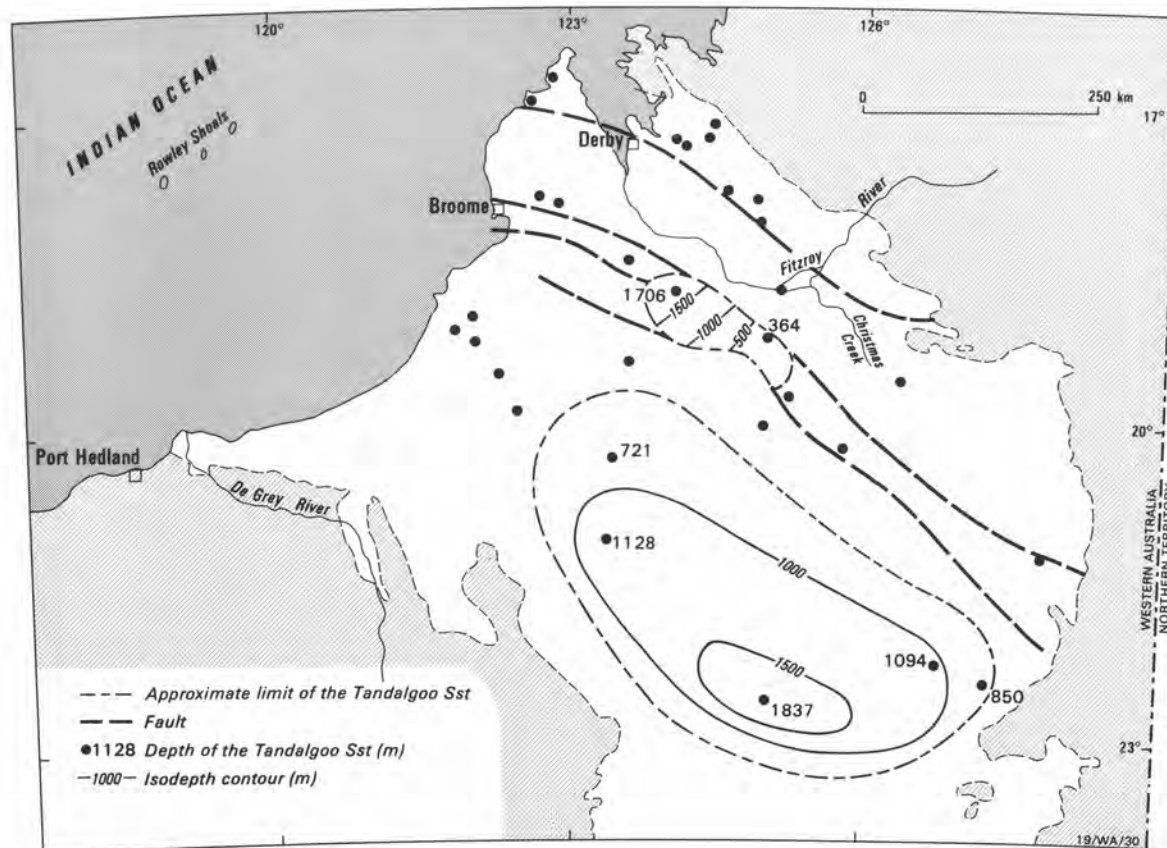 120°
123°
126°
INDIAN OCEAN
Rowley Shoals
0
250 km
17°
Derby
Broome
River
Fitzroy
1706
1500
1000
500
364
Christmas
Creek
20°
Port Hedland
De Grey River
721
1128
1000
WESTERN AUSTRALIA
NORTHERN TERRITORY
1500
1837
1094
850
23°
Approximate limit of the Tandalgoo Sst
Fault
1128 Depth of the Tandalgoo Sst (m)
1000 Isodepth contour (m)
19/WA/30